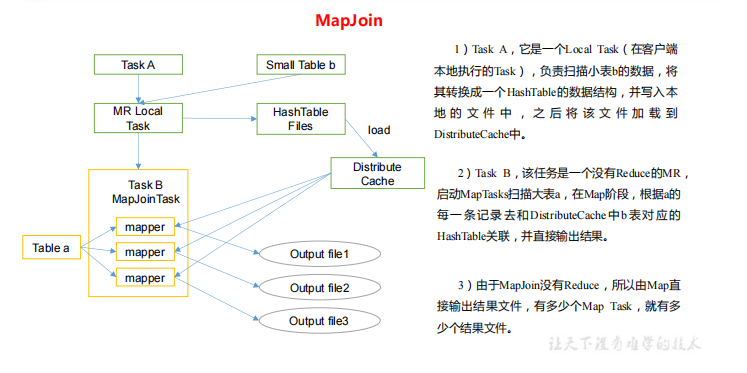 MapJoin
Task A
Small Table b
MR Local
Task
HashTable
Files
load
Distribute
Cache
Task B
MapJoinTask
mapper
mapper
mapper
Table a
Output file1
Output file2
Output file3
1）Task A，它是一个Local Task（在客户端
本地执行的Task），负责扫描小表b的数据，将
其转换成一个HashTable的数据结构，并写入本
地的文件中，之后将该文件加载到
DistributeCache中。
2）Task B，该任务是一个没有Reduce的MR，
启动MapTasks扫描大表a，在Map阶段，根据a的
每一条记录去和DistributeCache中b表对应的
HashTable关联，并直接输出结果。
3）由于MapJoin没有Reduce，所以由Map直
接输出结果文件，有多少个Map Task，就有多
少个结果文件。
让天下没有难学的技术